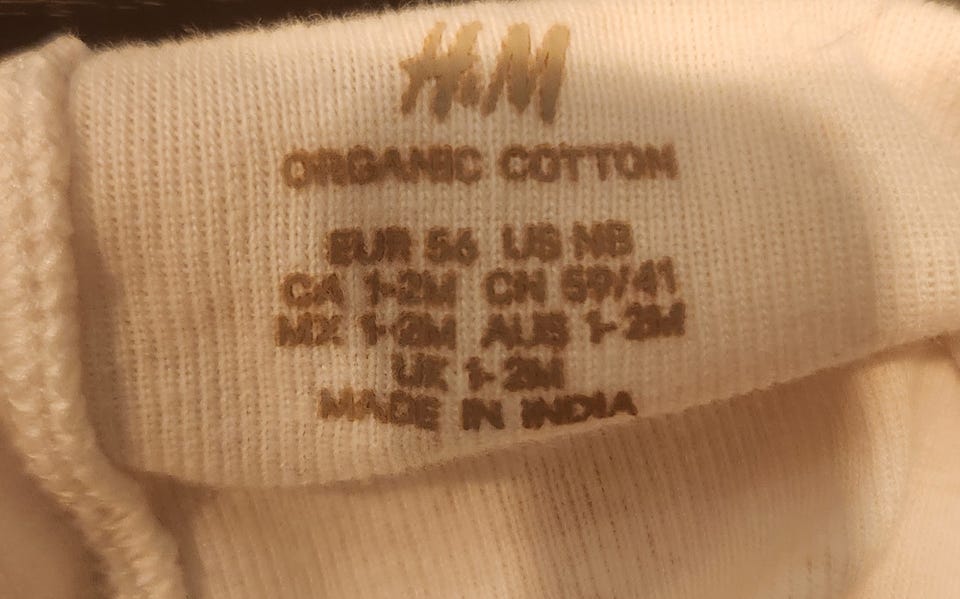 H&M
ORGANIC COTTON
EUR 56 US NB
CA 1-2M CN 59/41
MX 1-2M AUS 1-2M
UK 1-2M
MADE IN INDIA